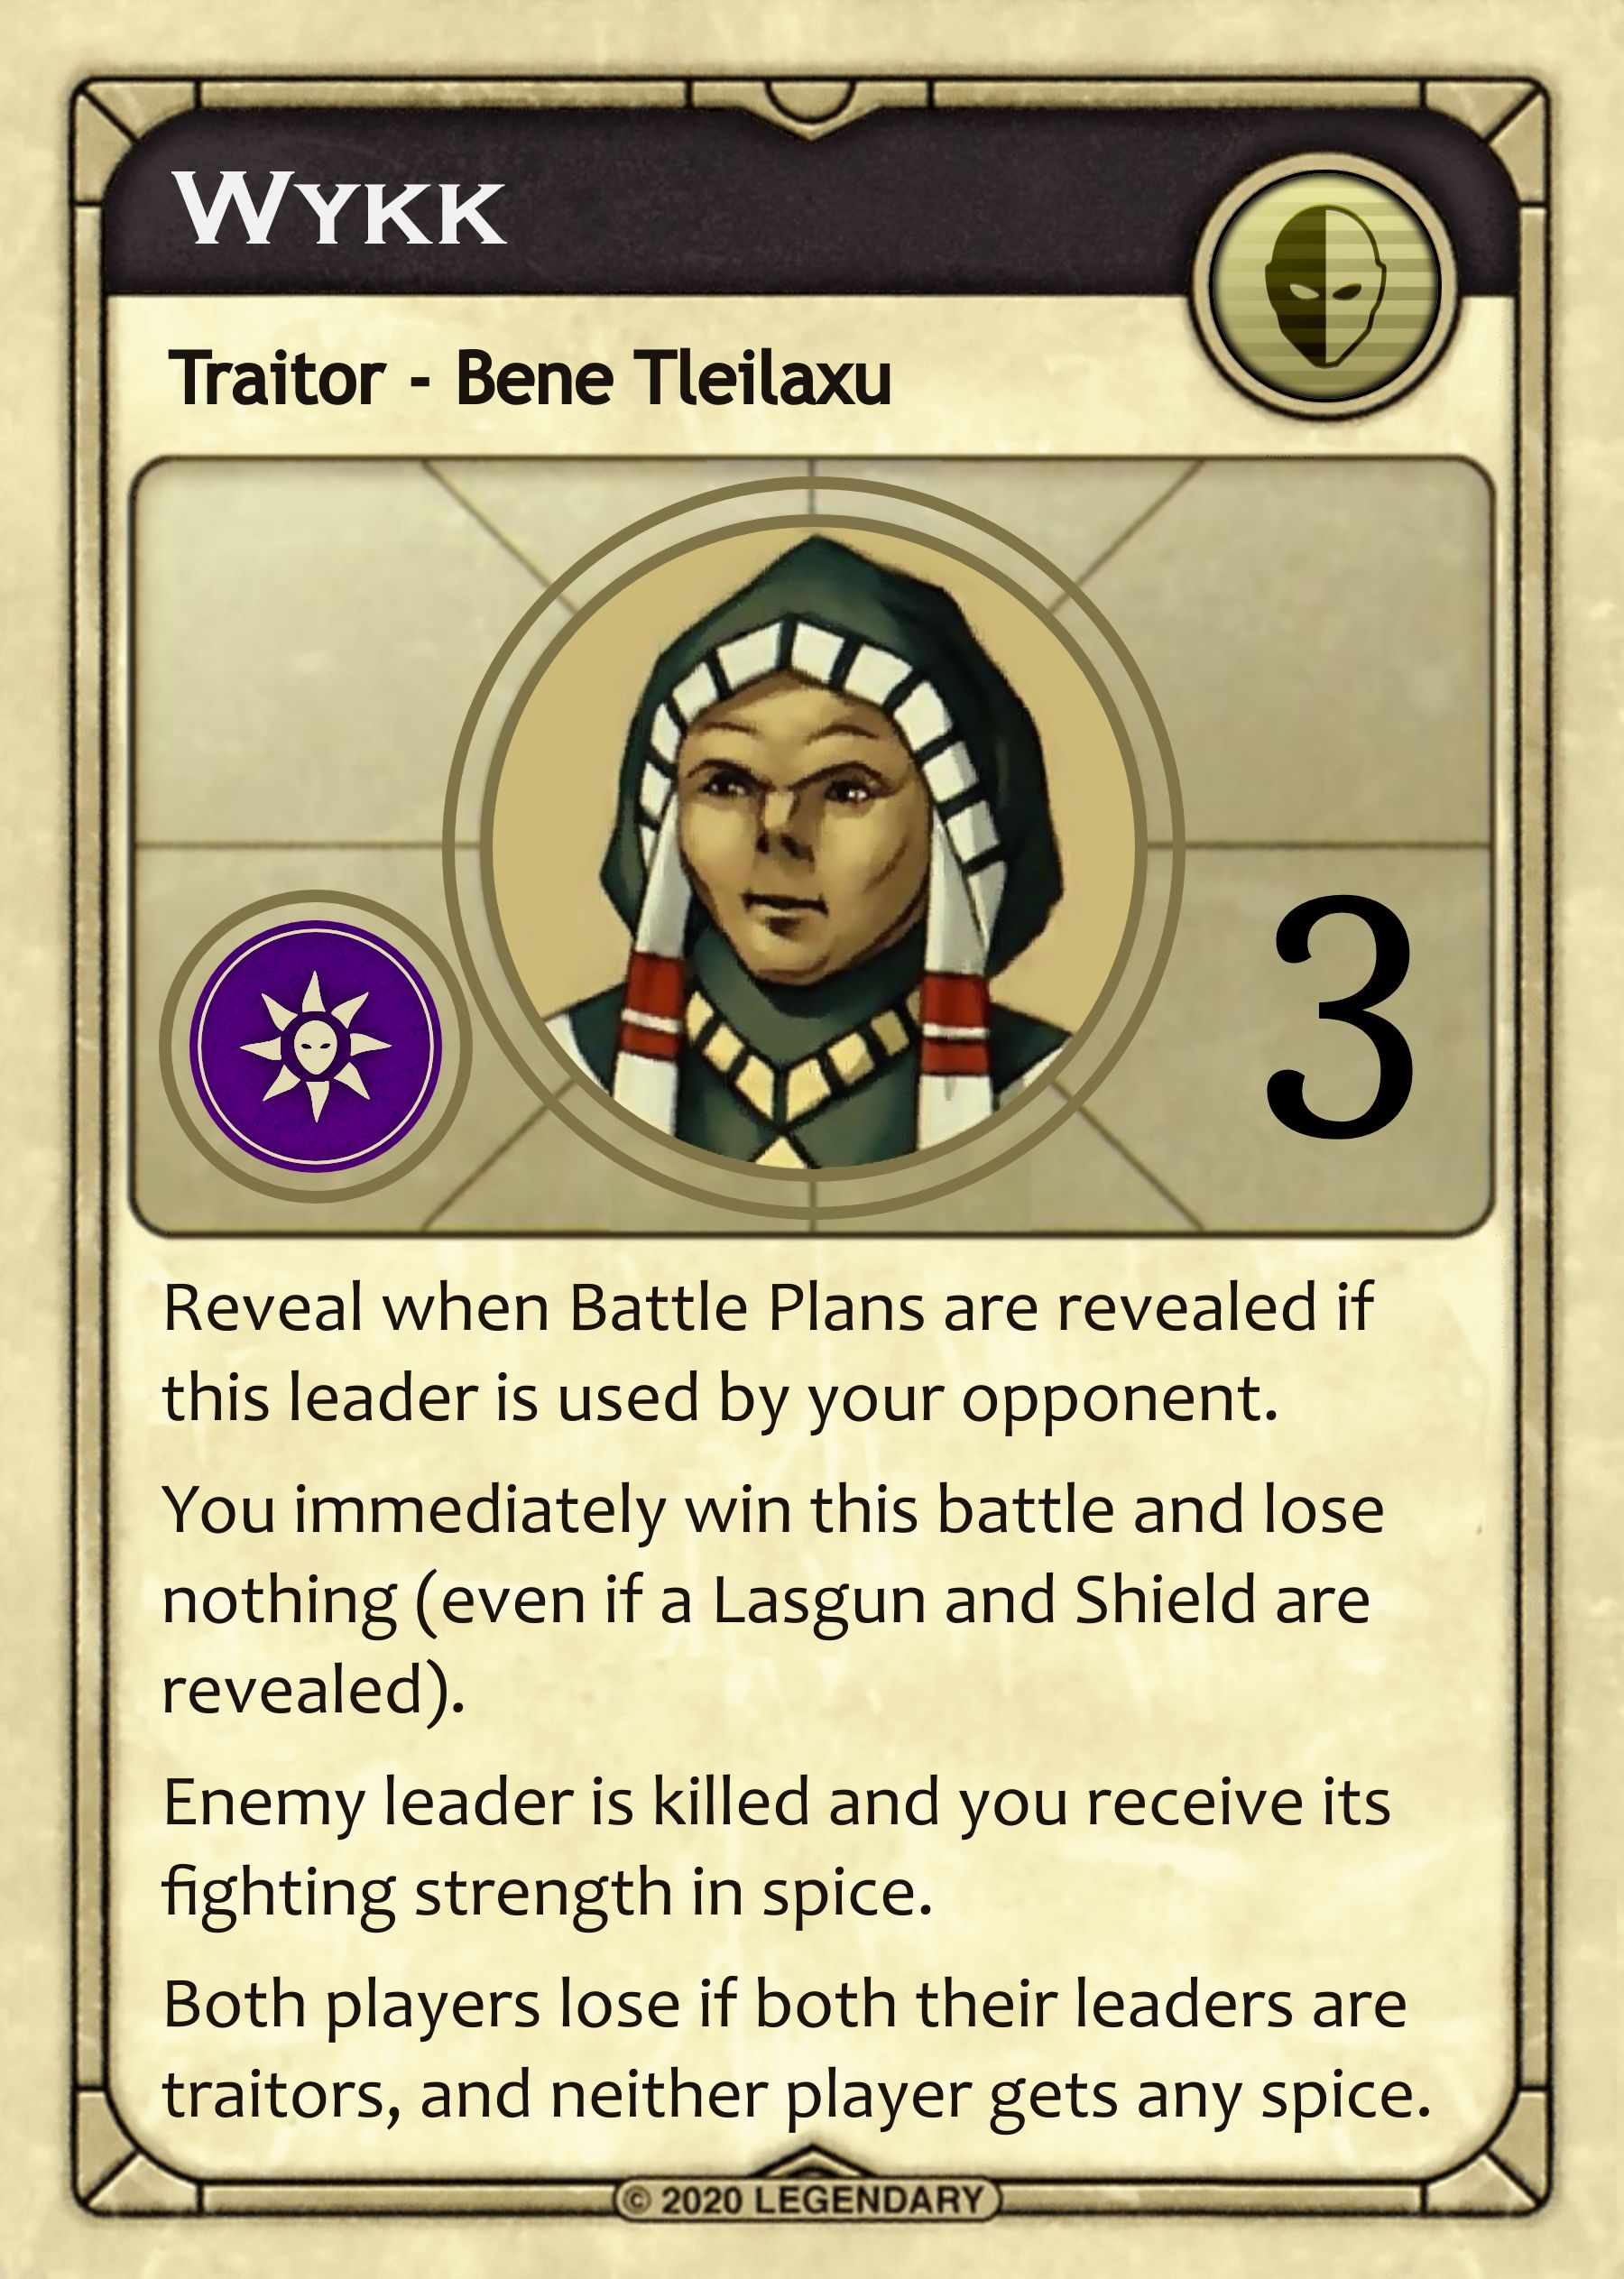 Wykk
Traitor - Bene Tleilaxu
3
Reveal when Battle Plans are revealed if
this leader is used by your opponent.
You immediately win this battle and lose
nothing (even if a Lasgun and Shield are
revealed).
Enemy leader is killed and you receive its
fighting strength in spice.
Both players lose if both their leaders are
traitors, and neither player gets any spice.
© 2020 LEGENDARY